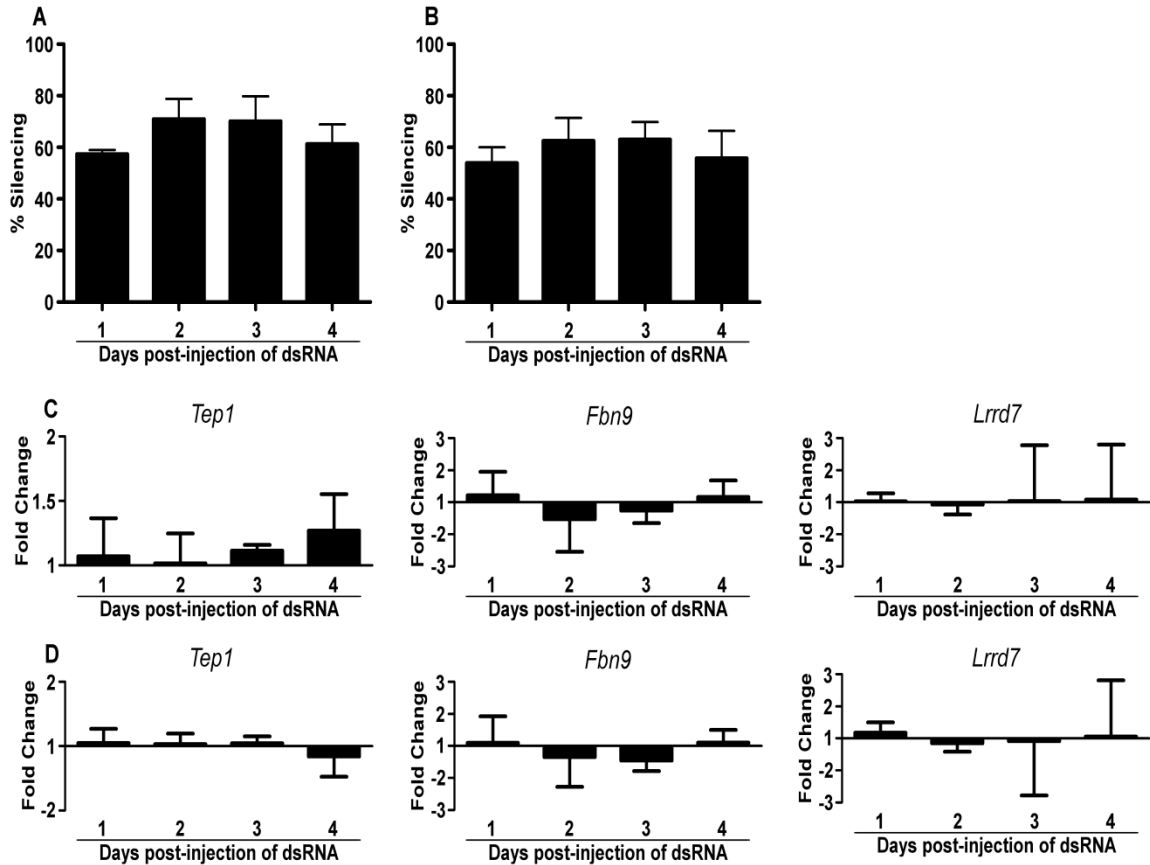 A
% Silencing
100
80
60
40
20
0
1 2 3 4
Days post-injection of dsRNA
B
% Silencing
100
80
60
40
20
0
1 2 3 4
Days post-injection of dsRNA
C
Tep1
Fold Change
2
1.5
1
1 2 3 4
Days post-injection of dsRNA
Fbn9
Fold Change
3
2
1
-2
-3
1 2 3 4
Days post-injection of dsRNA
Lrrd7
Fold Change
3
2
1
-2
-3
1 2 3 4
Days post-injection of dsRNA
D
Tep1
Fold Change
2
1
-2
1 2 3 4
Days post-injection of dsRNA
Fbn9
Fold Change
3
2
1
-2
-3
1 2 3 4
Days post-injection of dsRNA
Lrrd7
Fold Change
3
2
1
-2
-3
1 2 3 4
Days post-injection of dsRNA